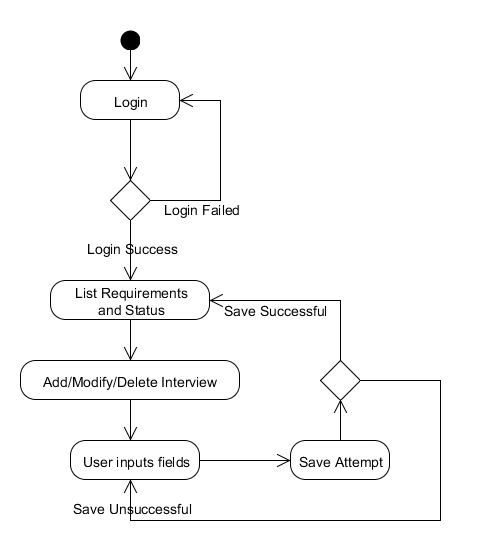 Login
Login Failed
Login Success
List Requirements
and Status
Save Successful
Add/Modify/Delete Interview
User inputs fields
Save Attempt
Save Unsuccessful